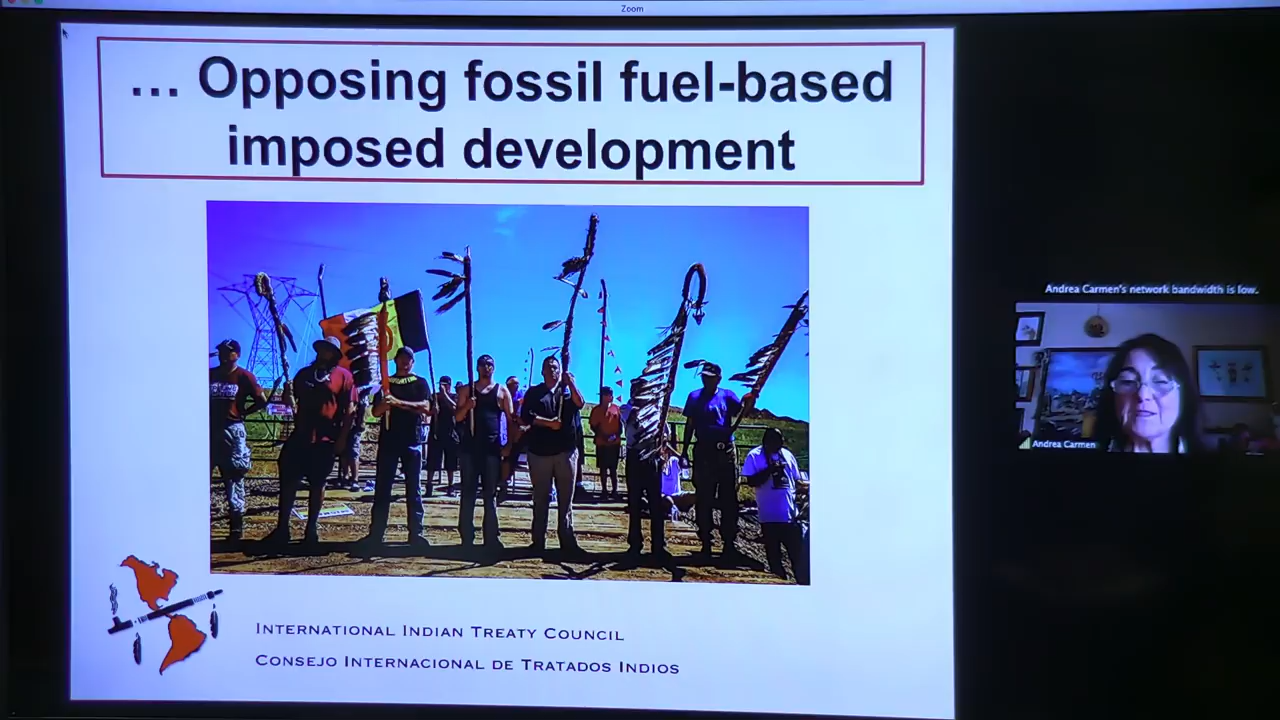 Zoom
… Opposing fossil fuel-based
imposed development
Andrea Carmen's network bandwidth is low.
Andrea Carmen
INTERNATIONAL INDIAN TREATY COUNCIL
CONSEJO INTERNACIONAL DE TRATADOS INDIOS